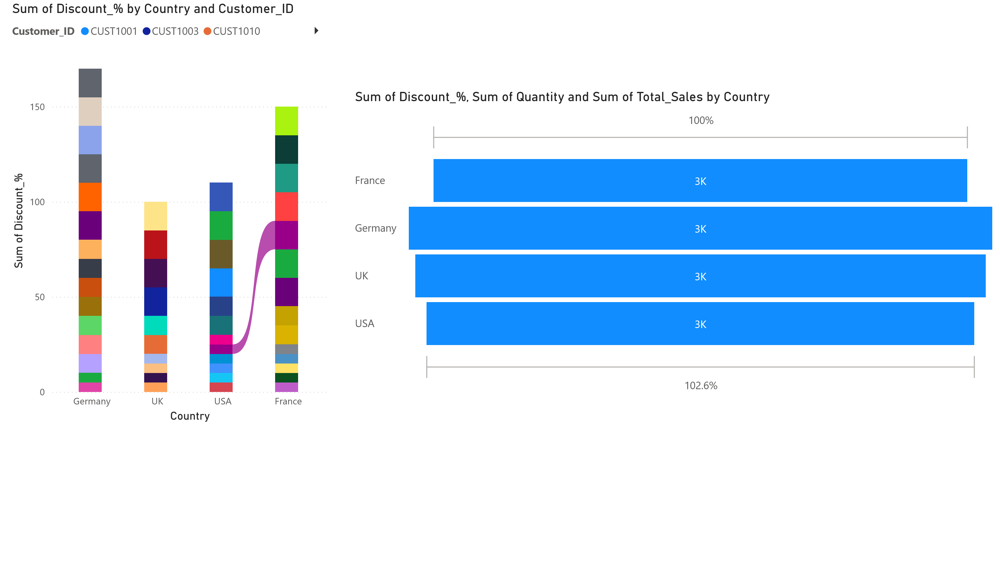 Sum of Discount_% by Country and Customer_ID
Customer_ID CUST1001 CUST1003 CUST1010
150
100
50
0
Sum of Discount_%
Germany UK USA France
Country
Sum of Discount_%, Sum of Quantity and Sum of Total_Sales by Country
100%
France 3K
Germany 3K
UK 3K
USA 3K
102.6%